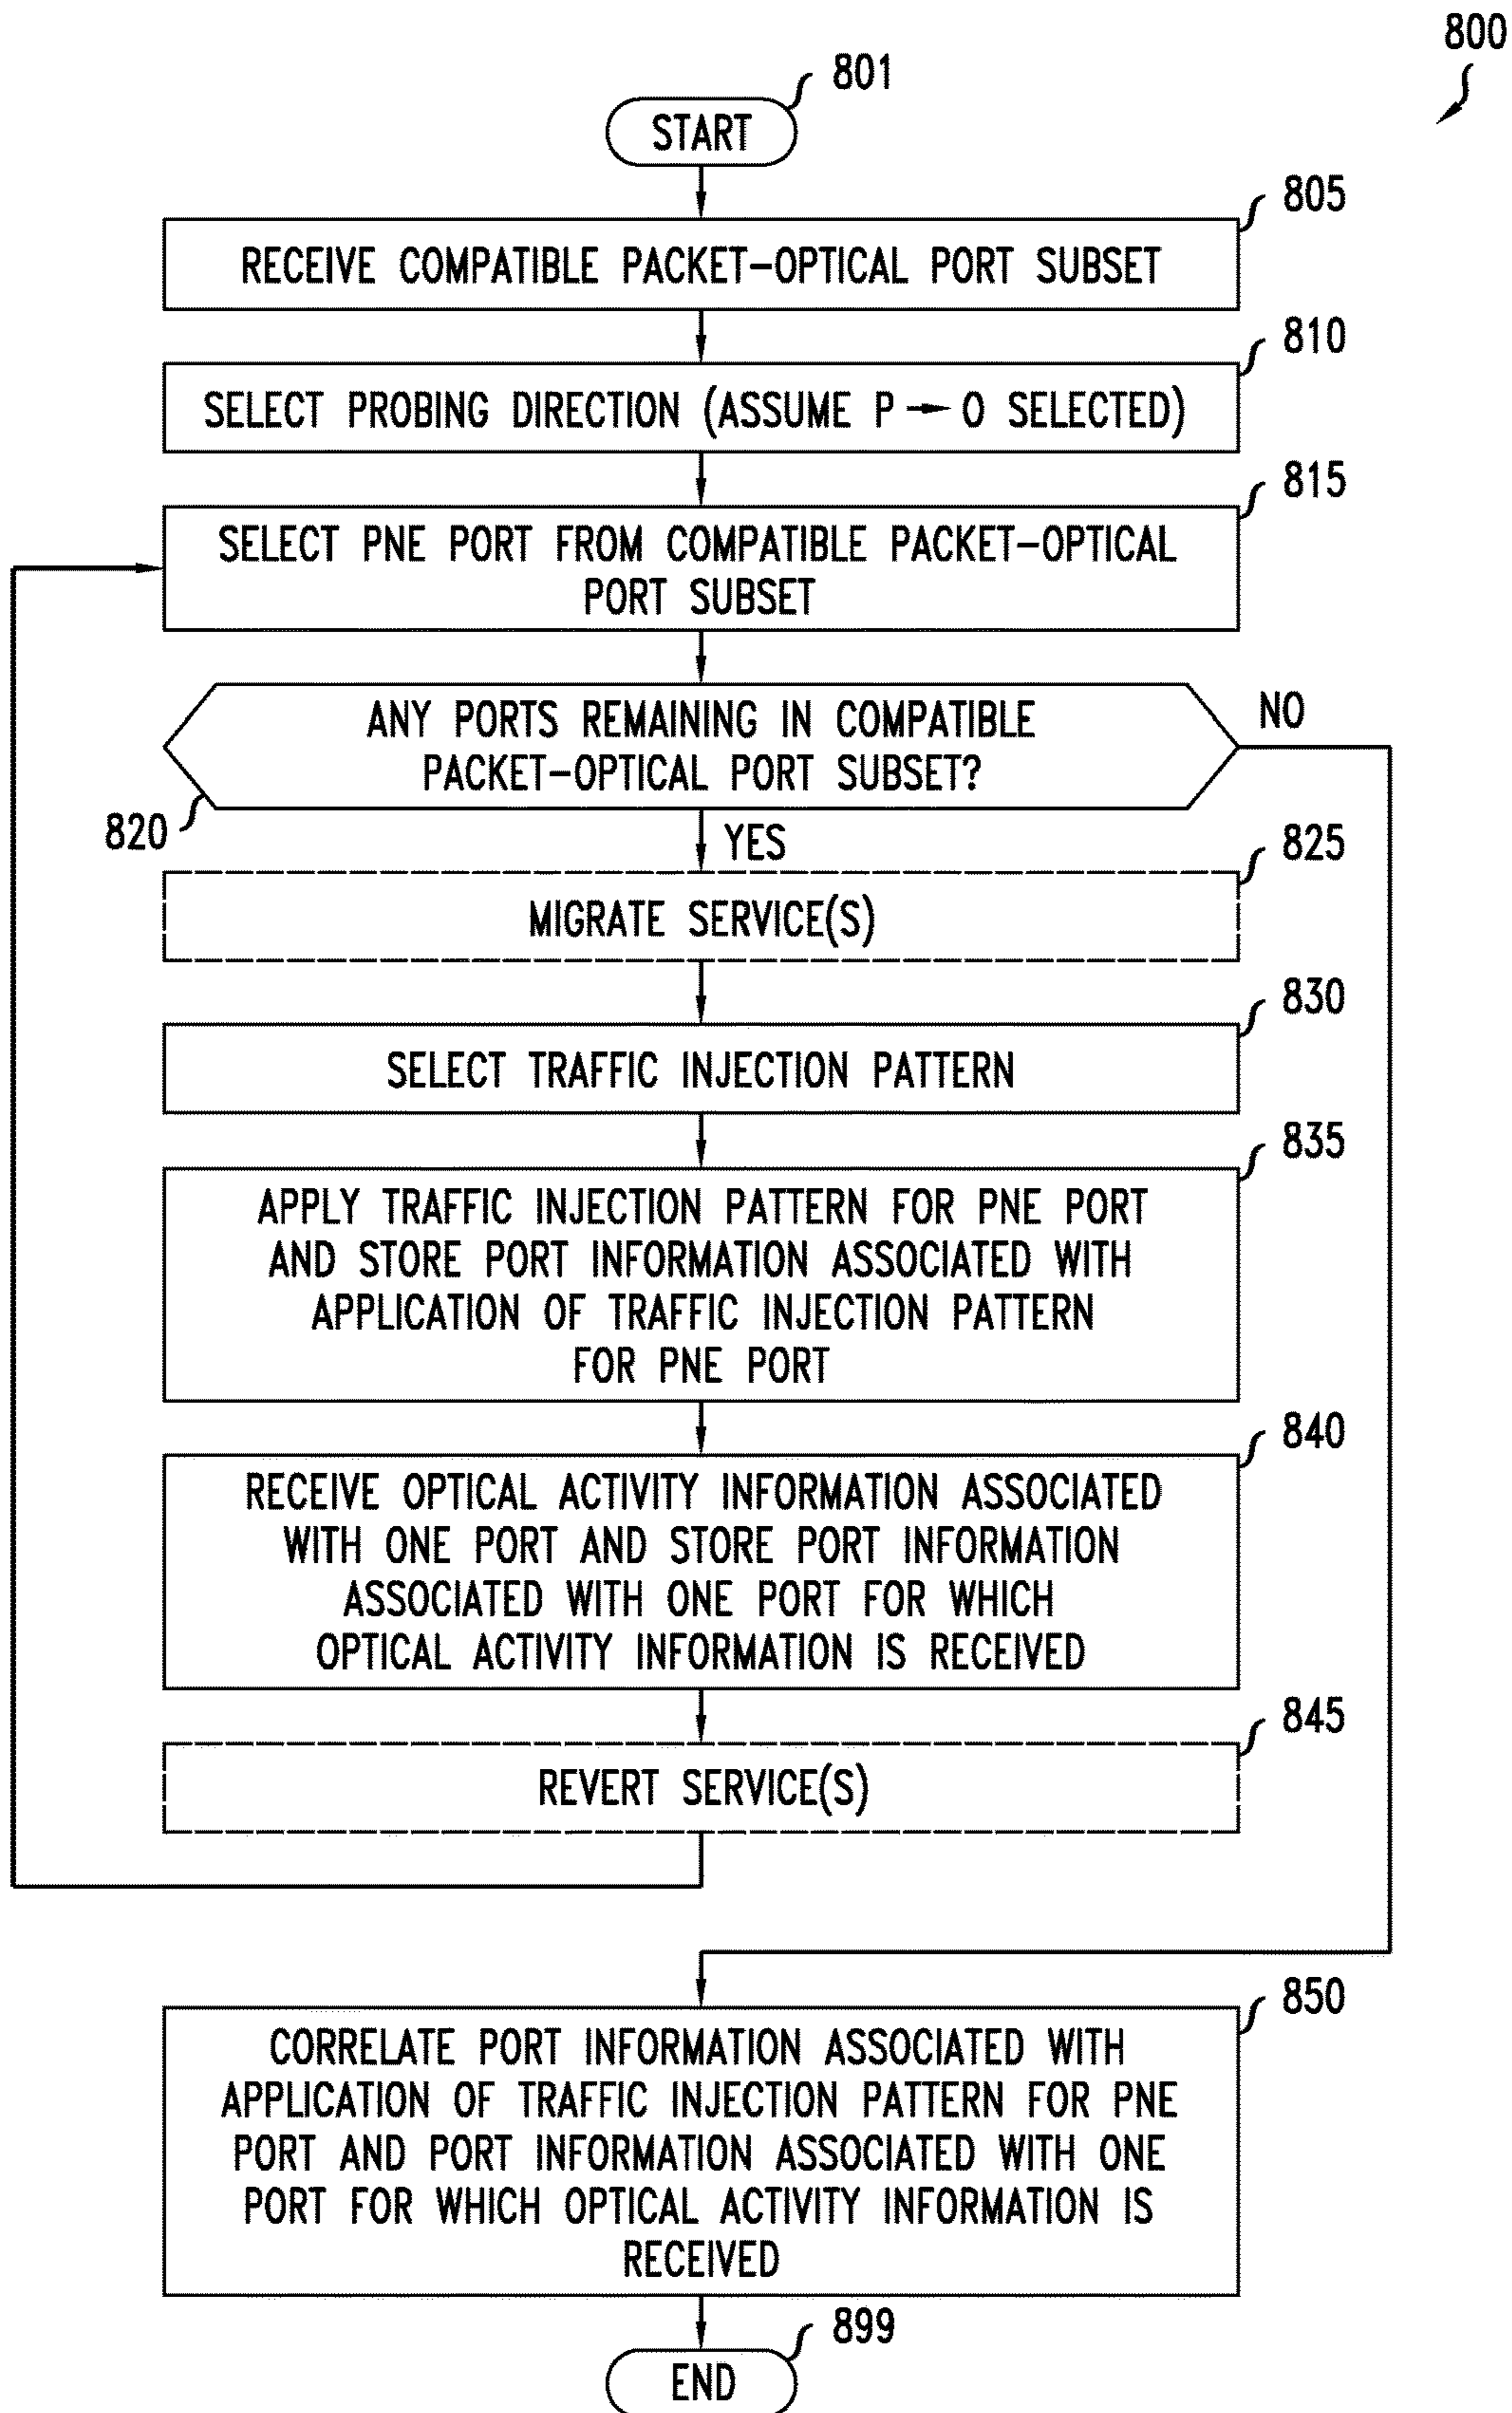 800
801
START
805
RECEIVE COMPATIBLE PACKET-OPTICAL PORT SUBSET
810
SELECT PROBING DIRECTION (ASSUME P → O SELECTED)
815
SELECT PNE PORT FROM COMPATIBLE PACKET-OPTICAL
PORT SUBSET
ANY PORTS REMAINING IN COMPATIBLE
PACKET-OPTICAL PORT SUBSET?
NO
820
YES
825
MIGRATE SERVICE(S)
830
SELECT TRAFFIC INJECTION PATTERN
835
APPLY TRAFFIC INJECTION PATTERN FOR PNE PORT
AND STORE PORT INFORMATION ASSOCIATED WITH
APPLICATION OF TRAFFIC INJECTION PATTERN
FOR PNE PORT
840
RECEIVE OPTICAL ACTIVITY INFORMATION ASSOCIATED
WITH ONE PORT AND STORE PORT INFORMATION
ASSOCIATED WITH ONE PORT FOR WHICH
OPTICAL ACTIVITY INFORMATION IS RECEIVED
845
REVERT SERVICE(S)
850
CORRELATE PORT INFORMATION ASSOCIATED WITH
APPLICATION OF TRAFFIC INJECTION PATTERN FOR PNE
PORT AND PORT INFORMATION ASSOCIATED WITH ONE
PORT FOR WHICH OPTICAL ACTIVITY INFORMATION IS
RECEIVED
899
END